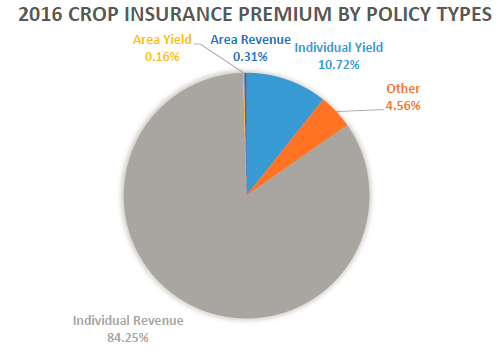 2016 CROP INSURANCE PREMIUM BY POLICY TYPES
Area Yield
0.16%
Area Revenue
0.31%
Individual Yield
10.72%
Other
4.56%
Individual Revenue
84.25%